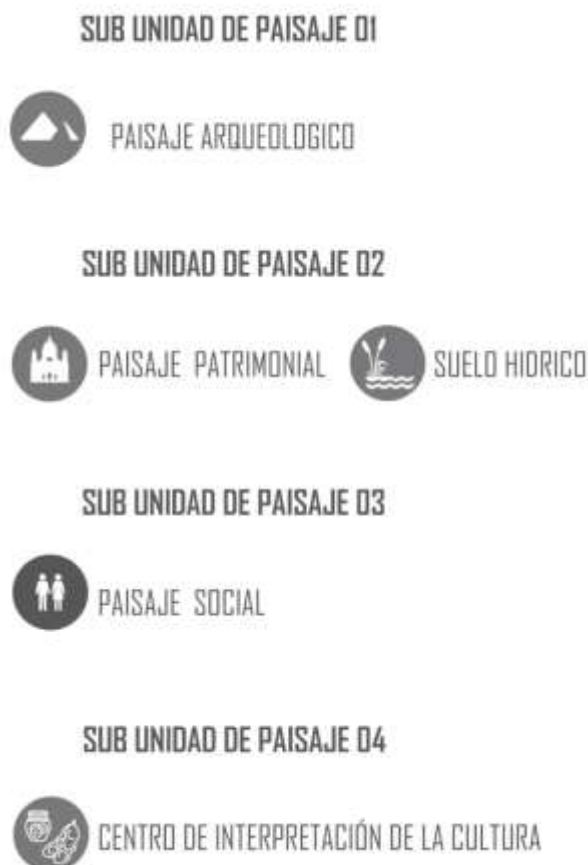 SUB UNIDAD DE PAISAJE 01
PAISAJE ARQUEOLOGICO
SUB UNIDAD DE PAISAJE 02
PAISAJE PATRIMONIAL SUELO HIDRICO
SUB UNIDAD DE PAISAJE 03
PAISAJE SOCIAL
SUB UNIDAD DE PAISAJE 04
CENTRO DE INTERPRETACIÓN DE LA CULTURA